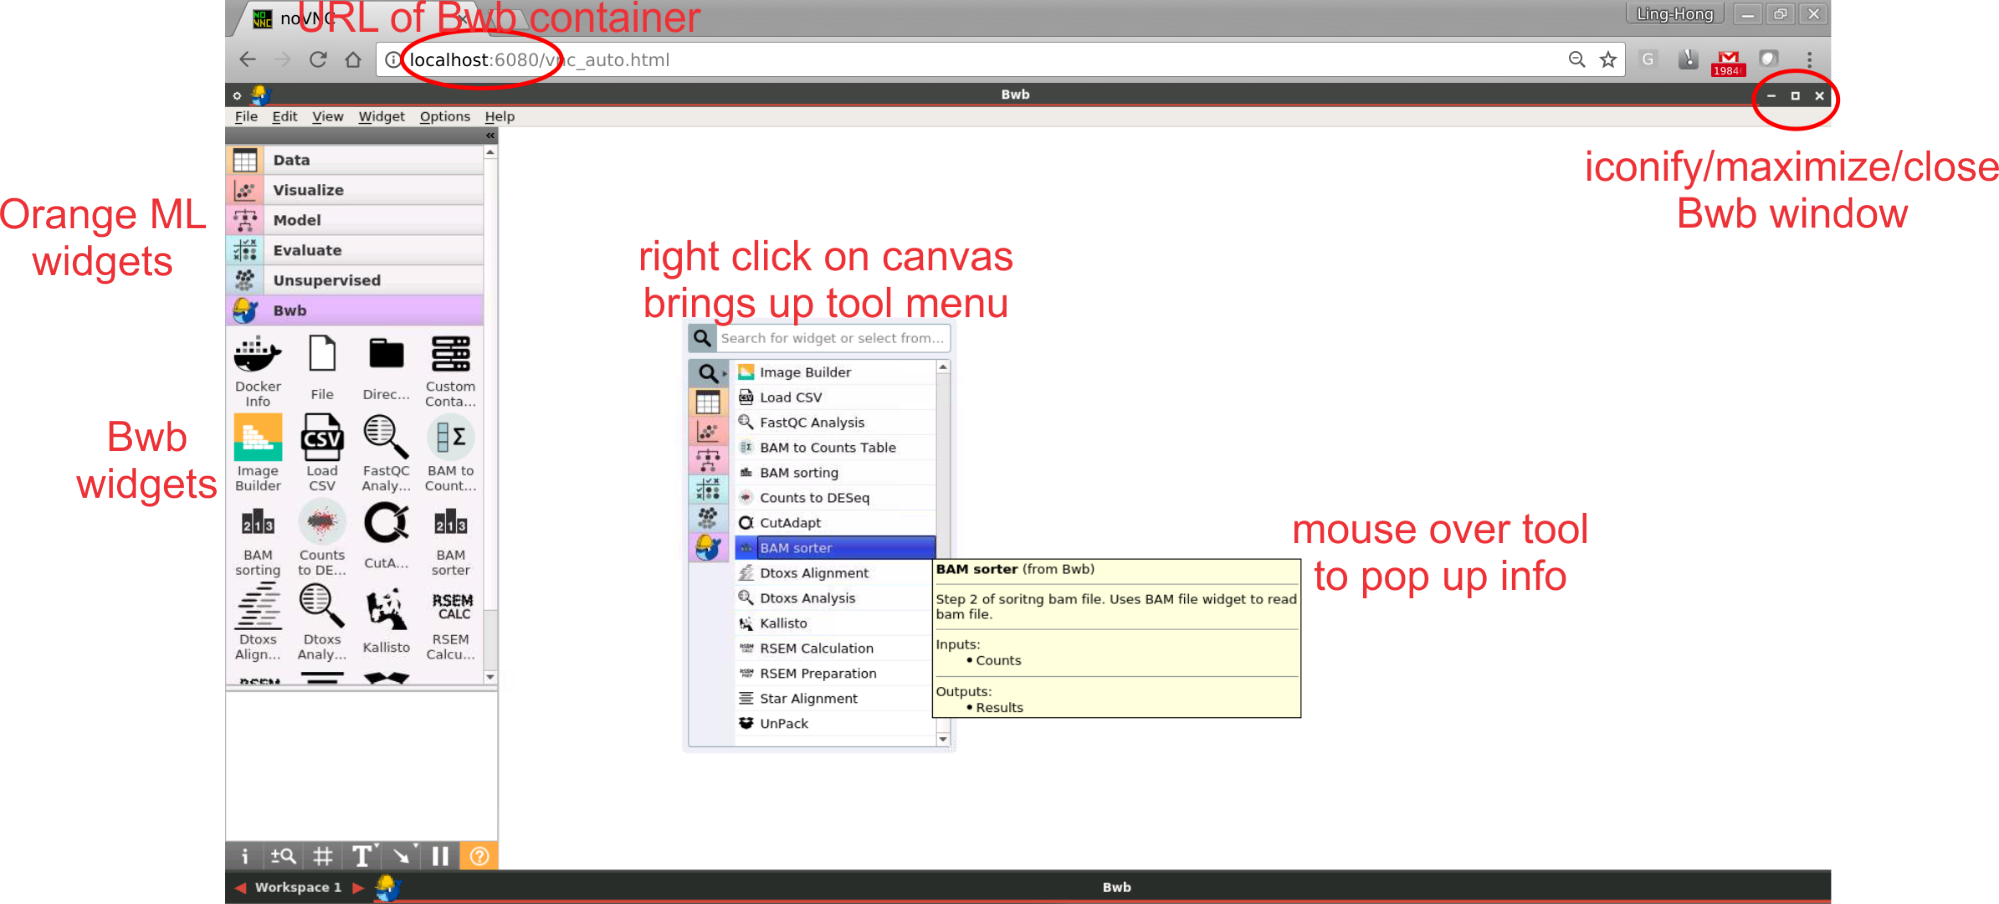 URL of Bwb container
noVNC
Ling-Hong
localhost:6080/vnc_auto.html
G
1984
Bwb
File Edit View Widget Options Help
iconify/maximize/close
Bwb window
Orange ML
widgets
Data
Visualize
Model
Evaluate
Unsupervised
Bwb
Bwb
widgets
Docker
Info
File
Direc...
Custom
Conta...
CSV
Image
Builder
Load
CSV
FastQC
Analy...
BAM to
Count...
213
213
BAM
sorting
Counts
to DE...
CutA...
BAM
sorter
RSEM
CALC
Dtoxs
Align...
Dtoxs
Analy...
Kallisto
RSEM
Calcu...
right click on canvas
brings up tool menu
Search for widget or select from...
Image Builder
Load CSV
FastQC Analysis
BAM to Counts Table
BAM sorting
Counts to DESeq
CutAdapt
BAM sorter
Dtoxs Alignment
Dtoxs Analysis
Kallisto
RSEM Calculation
RSEM Preparation
Star Alignment
UnPack
mouse over tool
to pop up info
BAM sorter (from Bwb)
Step 2 of soritng bam file. Uses BAM file widget to read
bam file.
Inputs:
• Counts
Outputs:
• Results
Workspace 1
Bwb